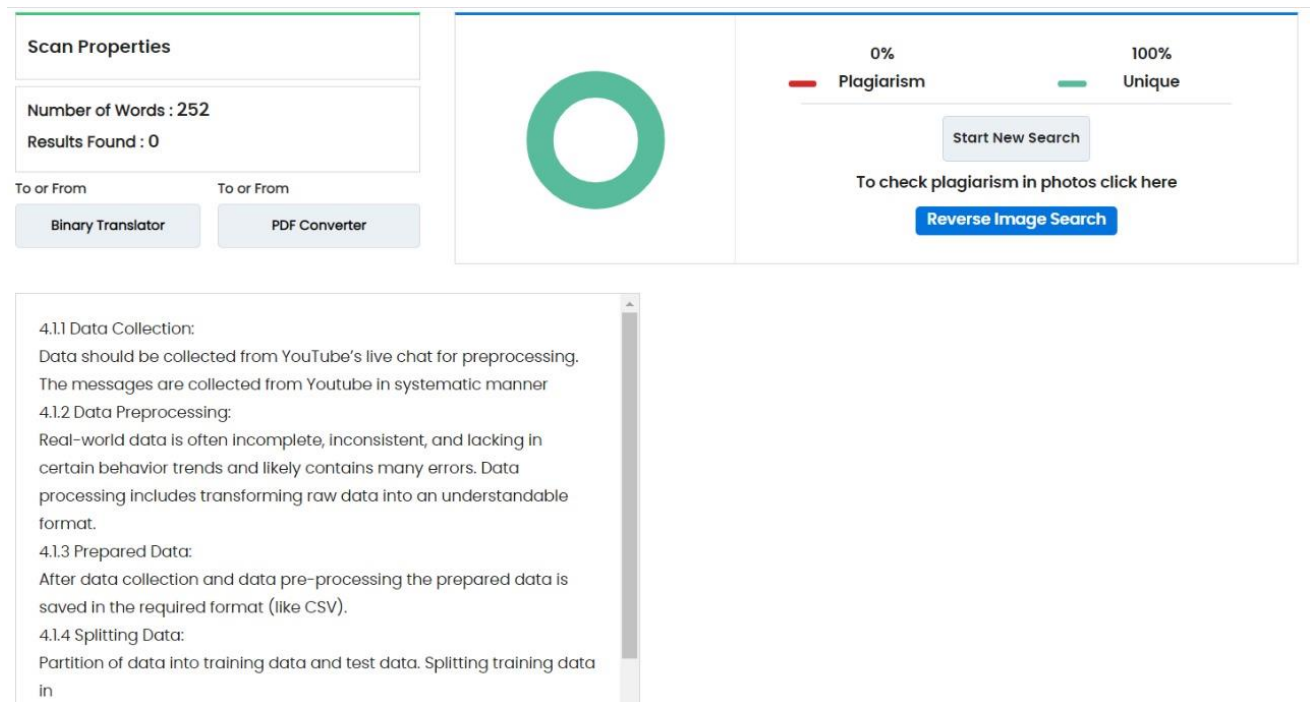 Scan Properties
Number of Words : 252
Results Found : 0
To or From
To or From
Binary Translator
PDF Converter
0%
Plagiarism
100%
Unique
Start New Search
To check plagiarism in photos click here
Reverse Image Search
4.1.1 Data Collection:
Data should be collected from YouTube’s live chat for preprocessing.
The messages are collected from Youtube in systematic manner
4.1.2 Data Preprocessing:
Real-world data is often incomplete, inconsistent, and lacking in
certain behavior trends and likely contains many errors. Data
processing includes transforming raw data into an understandable
format.
4.1.3 Prepared Data:
After data collection and data pre-processing the prepared data is
saved in the required format (like CSV).
4.1.4 Splitting Data:
Partition of data into training data and test data. Splitting training data
in